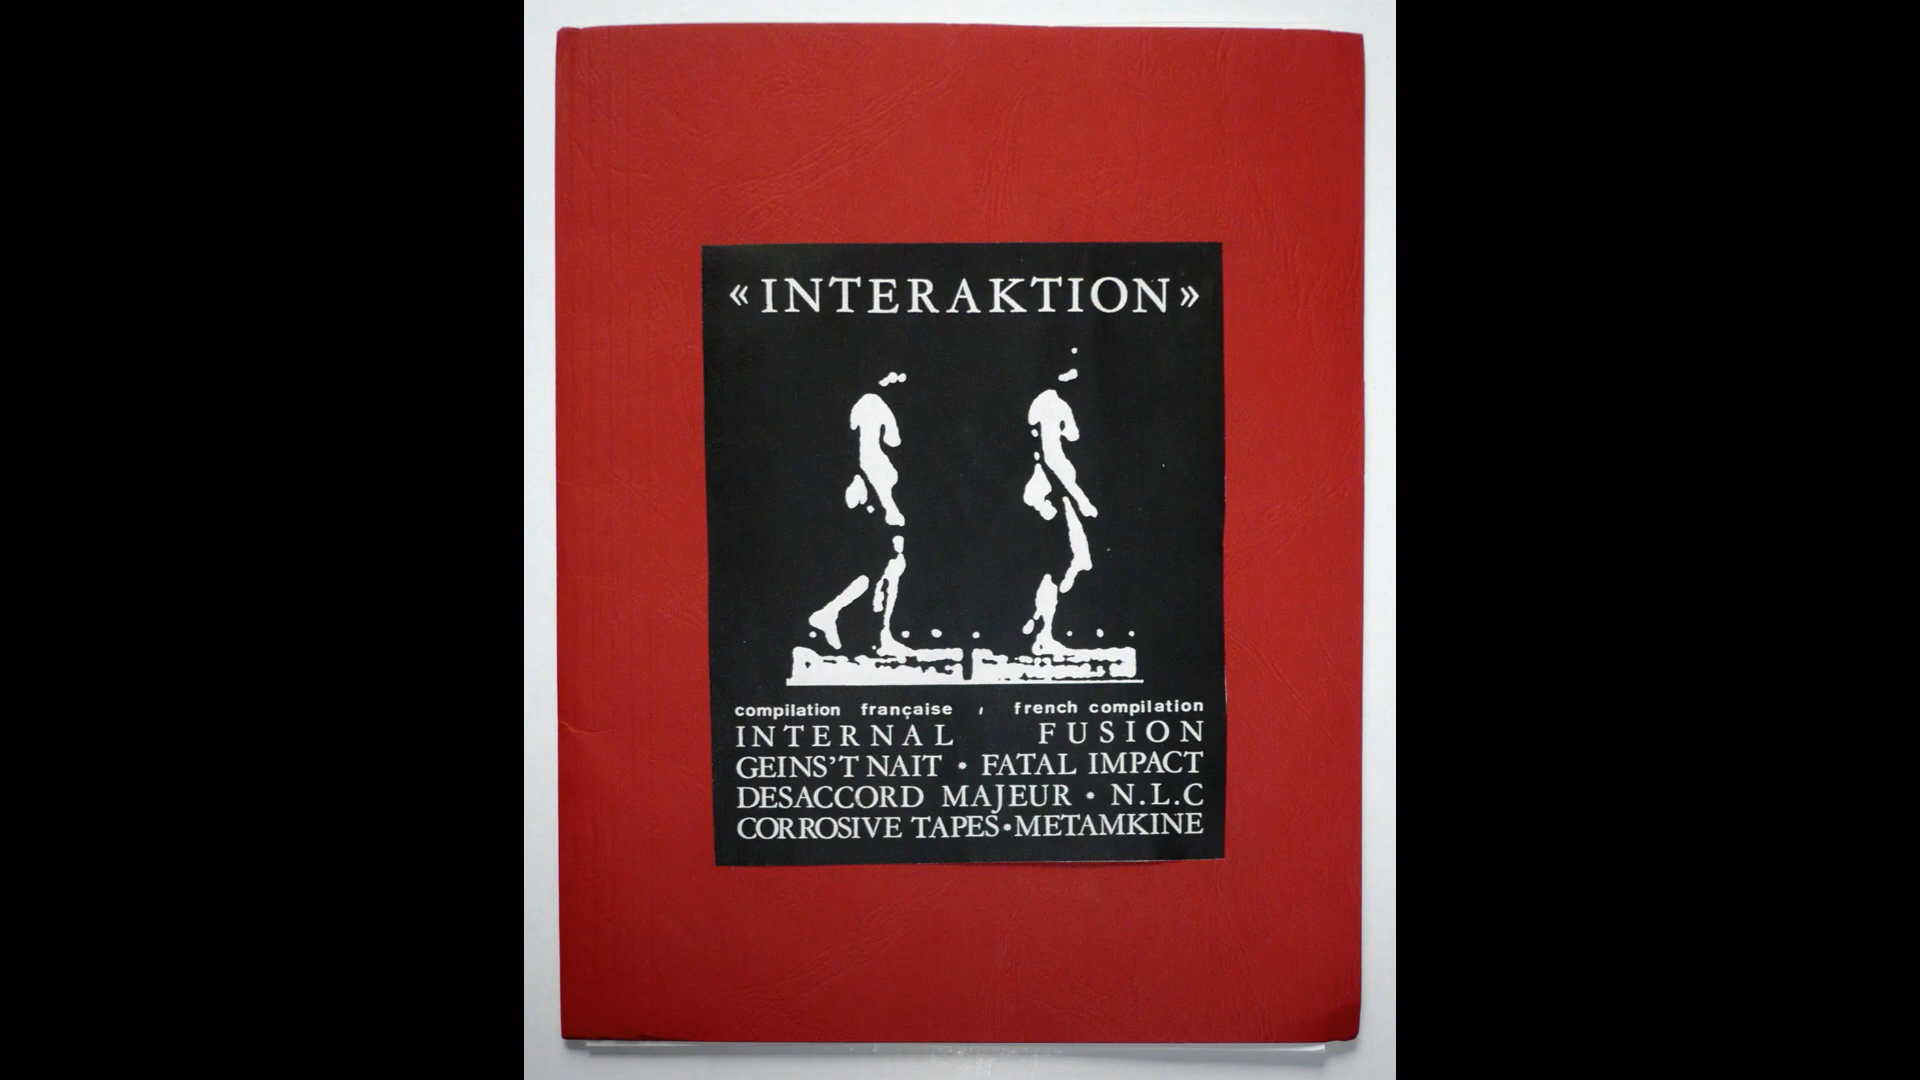 «INTERAKTION»
compilation française , french compilation
INTERNAL FUSION
GEINS'T NAIT * FATAL IMPACT
DESACCORD MAJEUR * N.L.C
CORROSIVE TAPES*METAMKINE